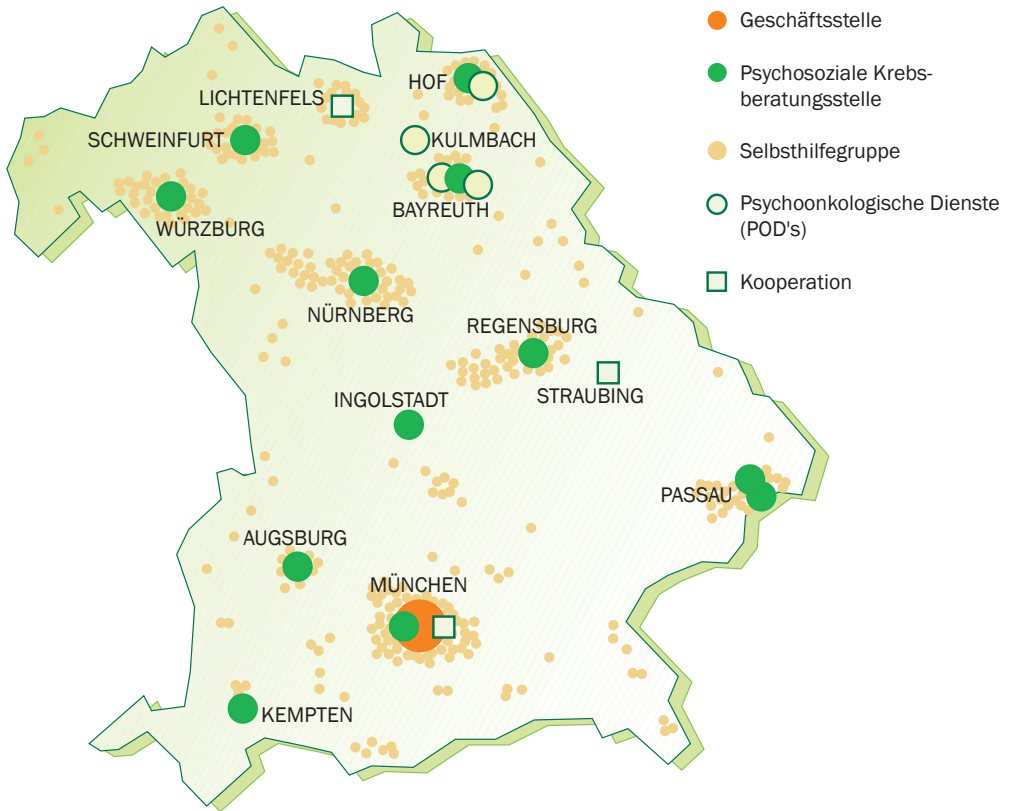 Geschäftsstelle
Psychosoziale Krebs-
beratungsstelle
Selbsthilfegruppe
Psychoonkologische Dienste
(POD's)
Kooperation
HOF
LICHTENFELS
SCHWEINFURT
KULMBACH
BAYREUTH
WÜRZBURG
NÜRNBERG
REGENSBURG
STRAUBING
INGOLSTADT
PASSAU
AUGSBURG
MÜNCHEN
KEMPTEN